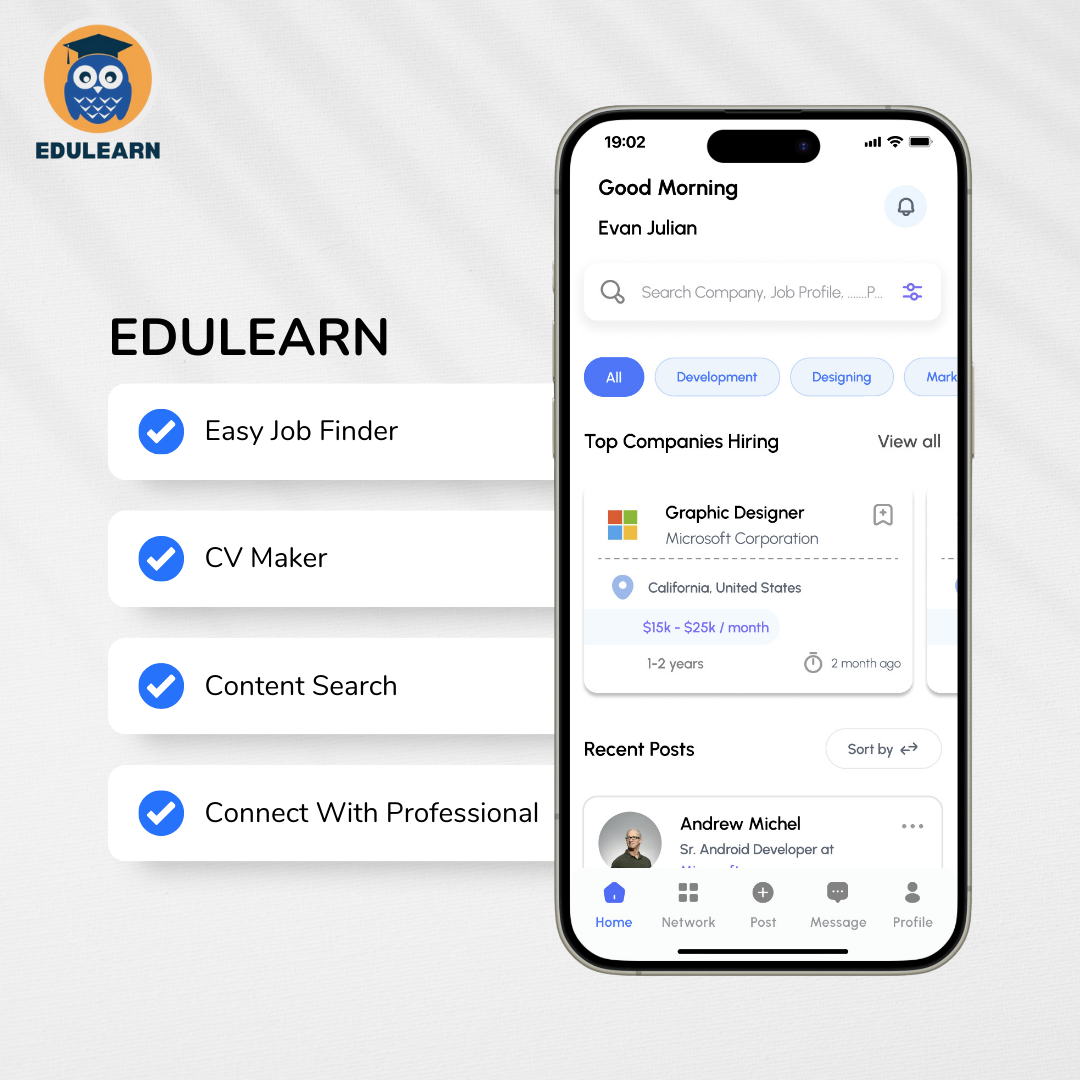 EDULEARN
EDULEARN
Easy Job Finder
CV Maker
Content Search
Connect With Professional
19:02
Good Morning
Evan Julian
Search Company, Job Profile, .......P...
All Development Designing Mark
Top Companies Hiring View all
Graphic Designer
Microsoft Corporation
California, United States
$15k - $25k / month
1-2 years 2 month ago
Recent Posts Sort by
Andrew Michel
Sr. Android Developer at
Home Network Post Message Profile